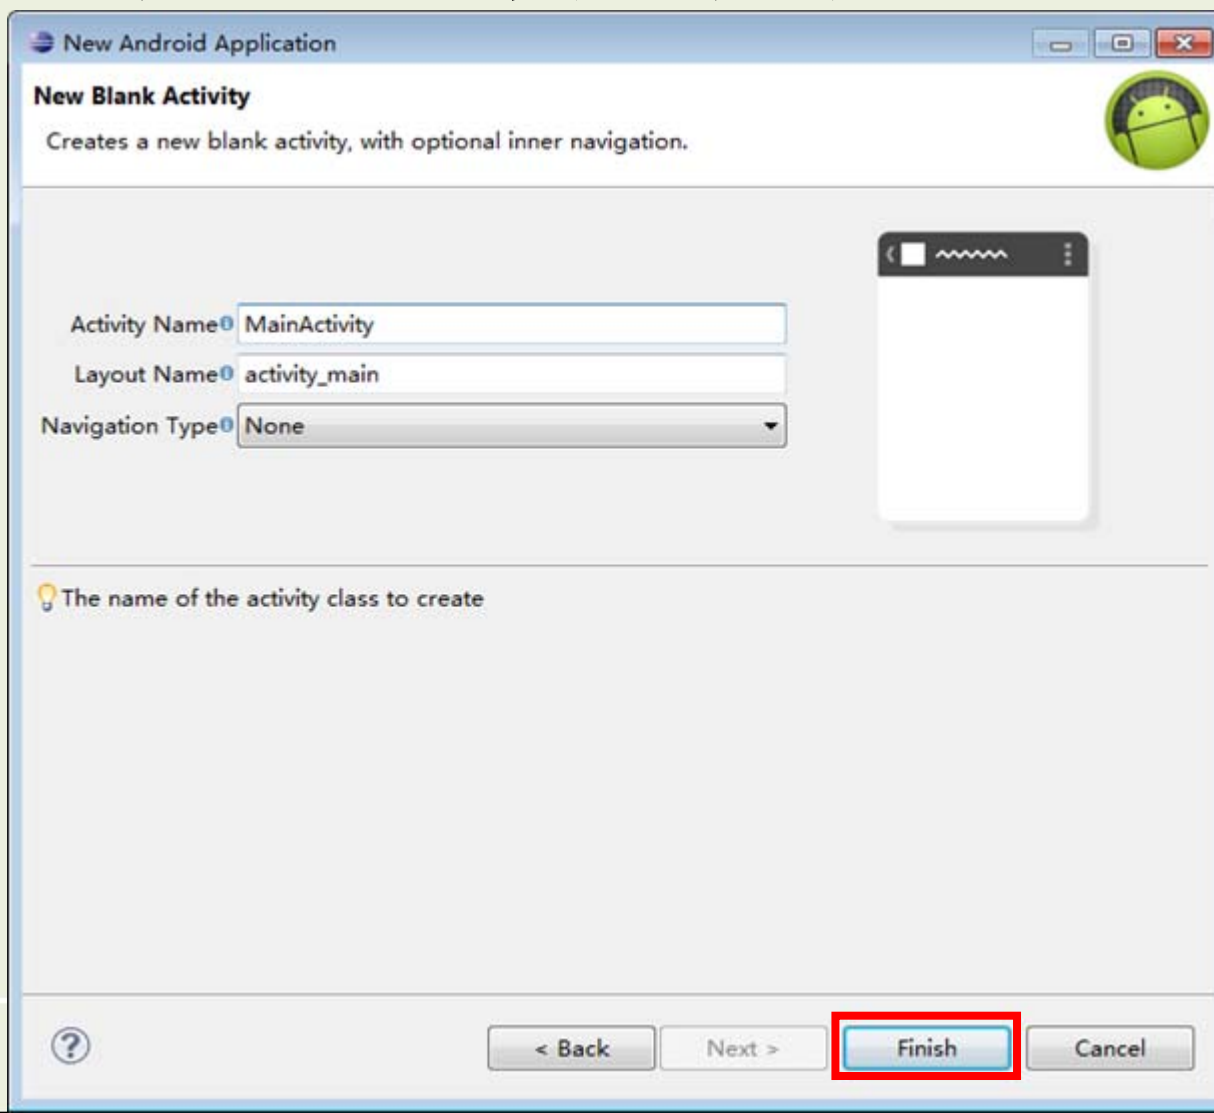 New Android Application
New Blank Activity
Creates a new blank activity, with optional inner navigation.
Activity Name MainActivity
Layout Name activity_main
Navigation Type None
The name of the activity class to create
< Back Next > Finish Cancel